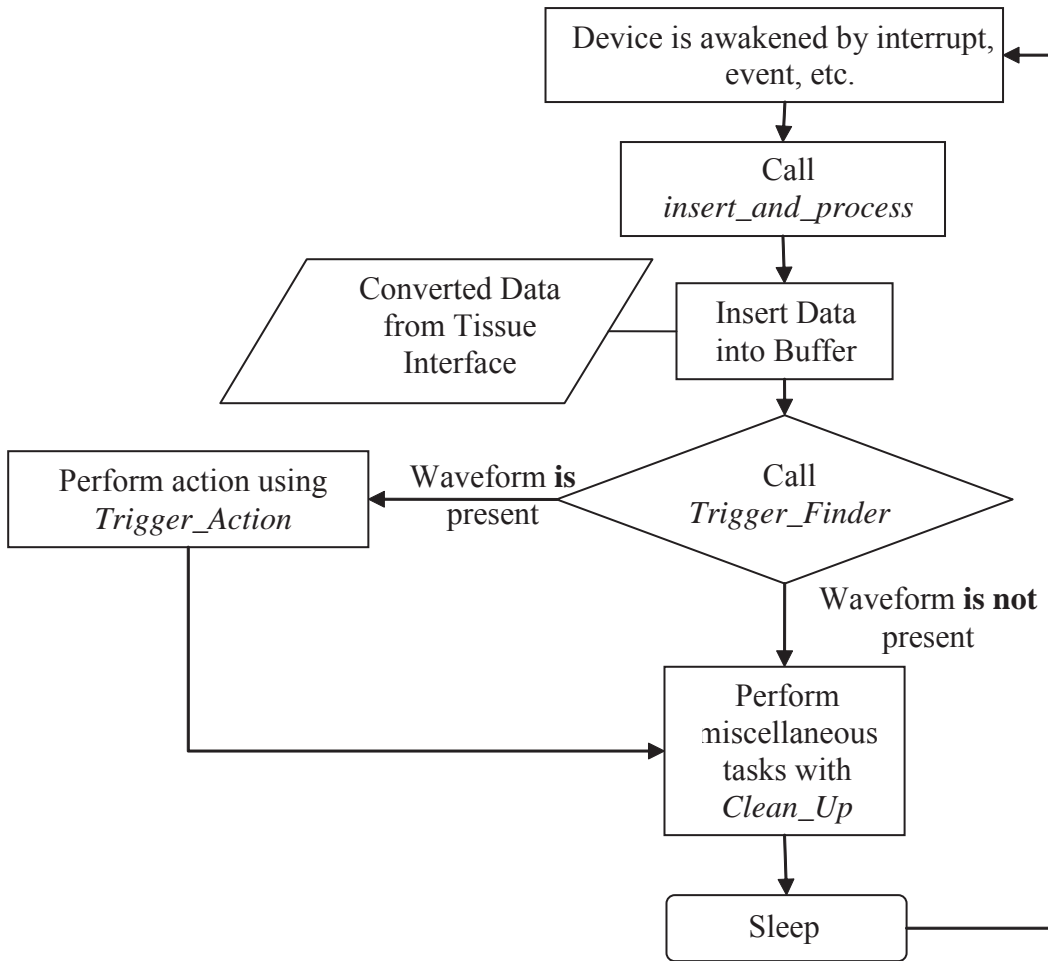 Device is awakened by interrupt,
event, etc.
Call
insert_and_process
Converted Data
from Tissue
Interface
Insert Data
into Buffer
Call
Trigger_Finder
Waveform is
present
Perform action using
Trigger_Action
Waveform is not
present
Perform
miscellaneous
tasks with
Clean_Up
Sleep